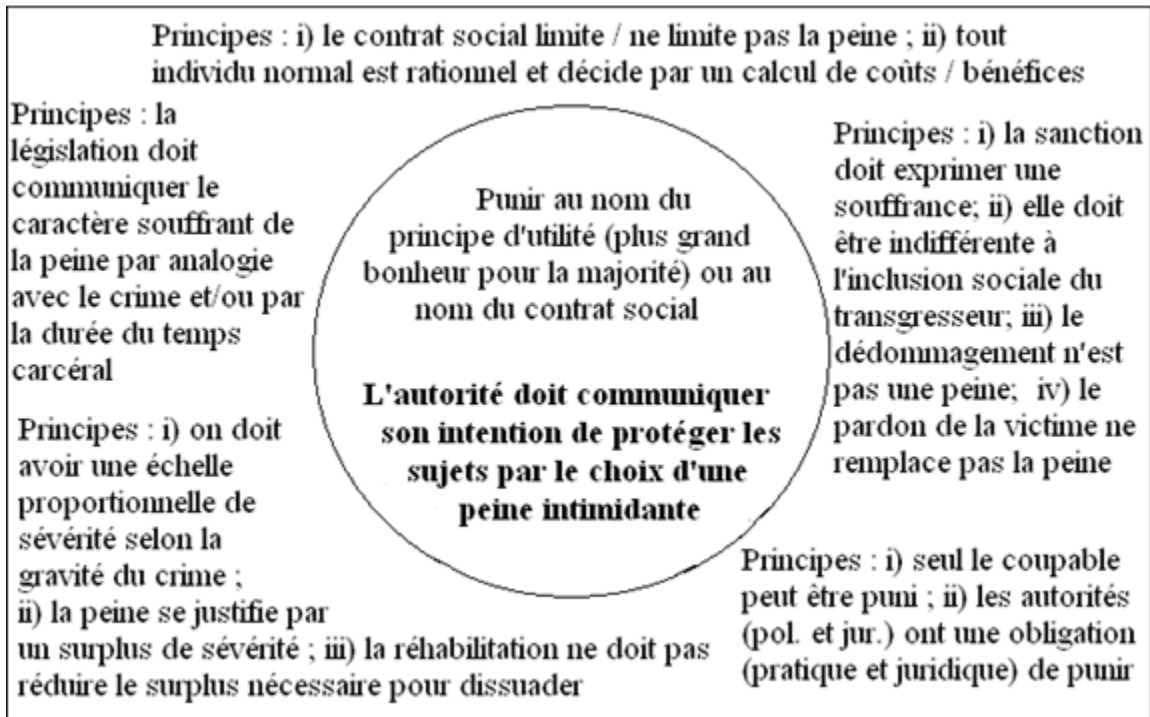 Principes : i) le contrat social limite / ne limite pas la peine ; ii) tout
individu normal est rationnel et décide par un calcul de coûts / bénéfices
Principes : la
législation doit
communiquer le
caractère souffrant de
la peine par analogie
avec le crime et/ou par
la durée du temps
carcéral
Punir au nom du
principe d'utilité (plus grand
bonheur pour la majorité) ou au
nom du contrat social
L'autorité doit communiquer
son intention de protéger les
sujets par le choix d'une
peine intimidante
Principes : i) la sanction
doit exprimer une
souffrance; ii) elle doit
être indifférente à
l'inclusion sociale du
transgresseur; iii) le
dédommagement n'est
pas une peine; iv) le
pardon de la victime ne
remplace pas la peine
Principes : i) on doit
avoir une échelle
proportionnelle de
sévérité selon la
gravité du crime ;
ii) la peine se justifie par
un surplus de sévérité ; iii) la réhabilitation ne doit pas
réduire le surplus nécessaire pour dissuader
Principes : i) seul le coupable
peut être puni ; ii) les autorités
(pol. et jur.) ont une obligation
(pratique et juridique) de punir